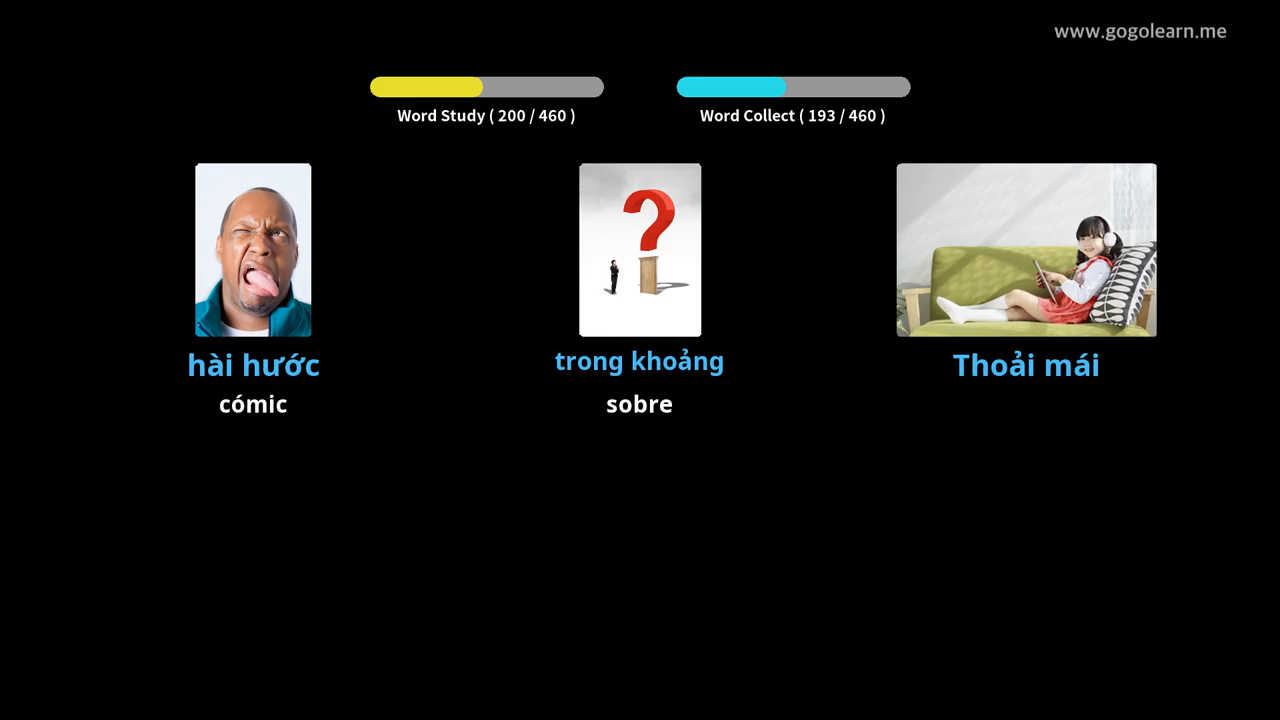 www.gogolearn.me
Word Study ( 200 / 460 )
Word Collect ( 193 / 460 )
hài hước
trong khoảng
Thoải mái
cómic
sobre